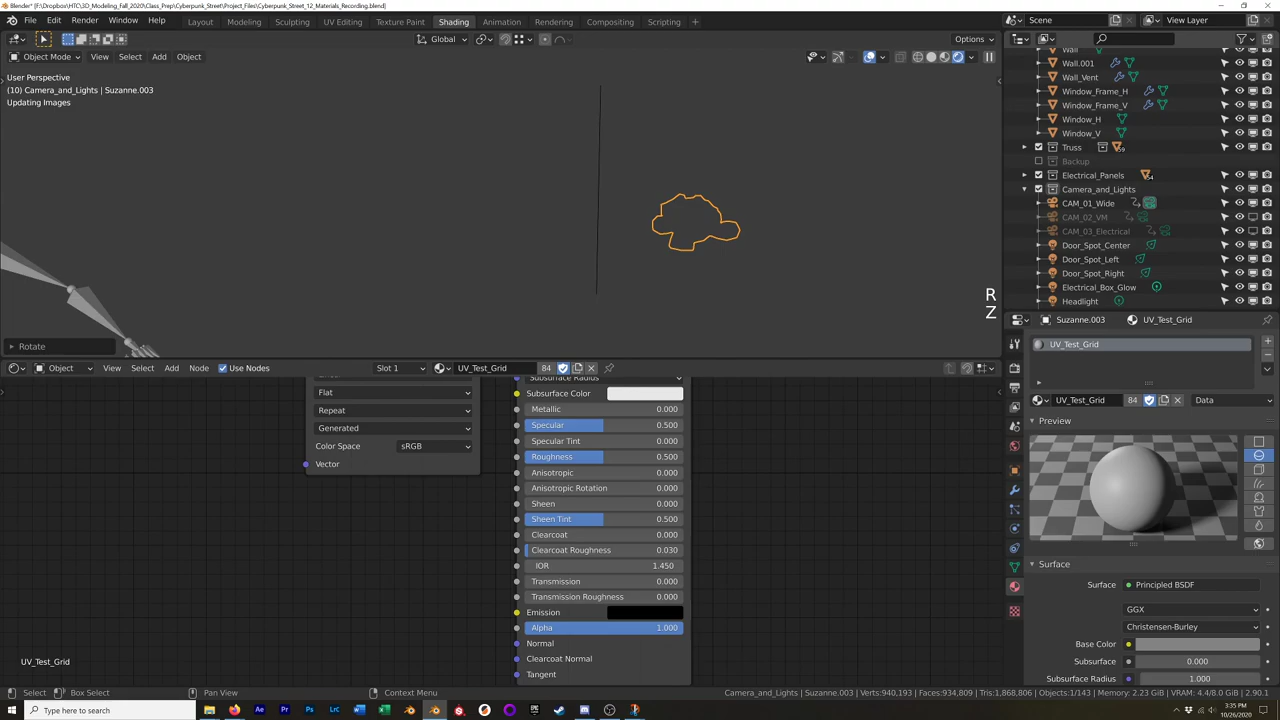 Blender* [F:\Dropbox\HTC\3D_Modeling_Fall_2020\Class_Prep\Cyberpunk_Street\Project_Files\Cyberpunk_Street_12_Materials_Recording.blend]
File Edit Render Window Help Layout Modeling Sculpting UV Editing Texture Paint Shading Animation Rendering Compositing Scripting +
Scene View Layer
Global Options
Object Mode View Select Add Object
User Perspective
(10) Camera_and_Lights | Suzanne.003
Updating Images
R
Z
Rotate
Wall
Wall.001
Wall_Vent
Window_Frame_H
Window_Frame_V
Window_H
Window_V
Truss 59
Backup
Electrical_Panels 54
Camera_and_Lights
CAM_01_Wide
CAM_02_VM
CAM_03_Electrical
Door_Spot_Center
Door_Spot_Left
Door_Spot_Right
Electrical_Box_Glow
Headlight
Object View Select Add Node Use Nodes Slot 1 UV_Test_Grid 84
Flat
Repeat
Generated
Color Space sRGB
Vector
Subsurface Radius
Subsurface Color
Metallic 0.000
Specular 0.500
Specular Tint 0.000
Roughness 0.500
Anisotropic 0.000
Anisotropic Rotation 0.000
Sheen 0.000
Sheen Tint 0.500
Clearcoat 0.000
Clearcoat Roughness 0.030
IOR 1.450
Transmission 0.000
Transmission Roughness 0.000
Emission
Alpha 1.000
Normal
Clearcoat Normal
Tangent
UV_Test_Grid
Suzanne.003 UV_Test_Grid
UV_Test_Grid
UV_Test_Grid 84 Data
Preview
Surface
Surface Principled BSDF
GGX
Christensen-Burley
Base Color
Subsurface 0.000
Subsurface Radius 1.000
Select Box Select Pan View Context Menu
Camera_and_Lights | Suzanne.003 | Verts:940,193 | Faces:934,809 | Tris:1,868,806 | Objects:1/143 | Memory: 2.23 GiB | VRAM: 4.4/8.0 GiB | 2.90.1
Type here to search
3:35 PM
10/26/2020